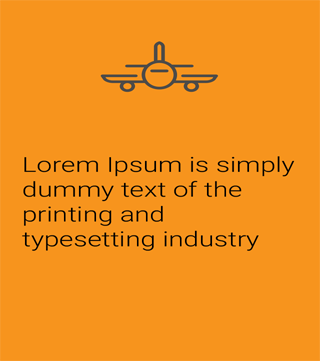 Lorem Ipsum is simply
dummy text of the
printing and
typesetting industry